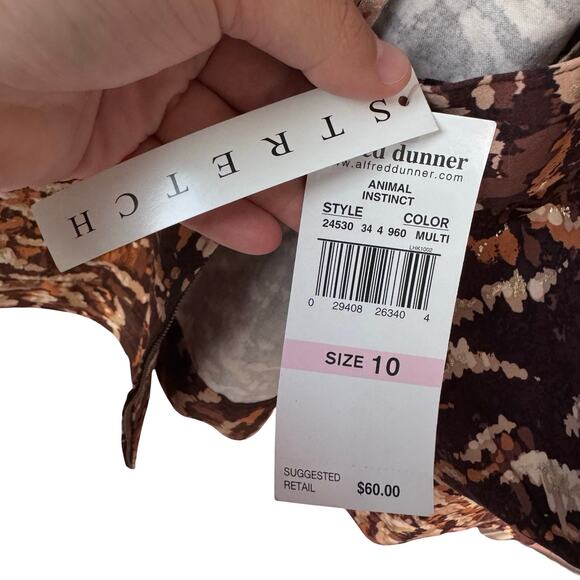 STRETCH
ed dunner
www.alfreddunner.com
ANIMAL
INSTINCT
STYLE COLOR
24530 34 4 960 MULTI
LHK1002
0 29408 26340 4
SIZE 10
SUGGESTED
RETAIL $60.00